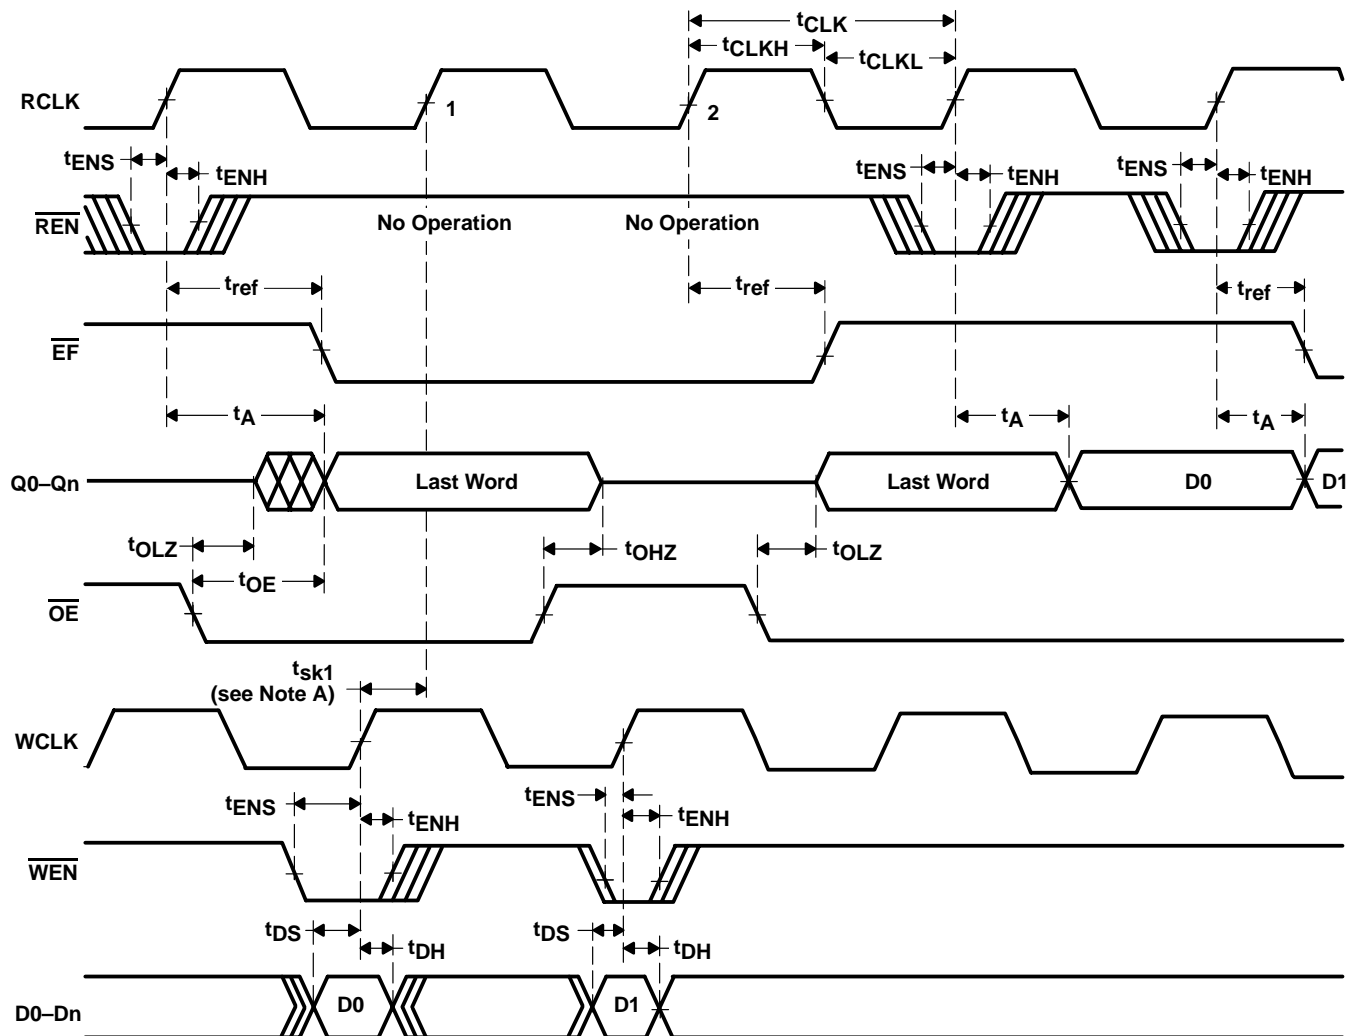 tCLK
tCLKH
tCLKL
RCLK
1
2
tENS
tENH
tENS
tENH
tENS
tENH
REN
No Operation
No Operation
tref
tref
tref
EF
tA
tA
tA
Q0–Qn
Last Word
Last Word
D0
D1
tOLZ
tOHZ
tOLZ
tOE
OE
tsk1
(see Note A)
WCLK
tENS
tENH
tENS
tENH
WEN
tDS
tDH
tDS
tDH
D0–Dn
D0
D1